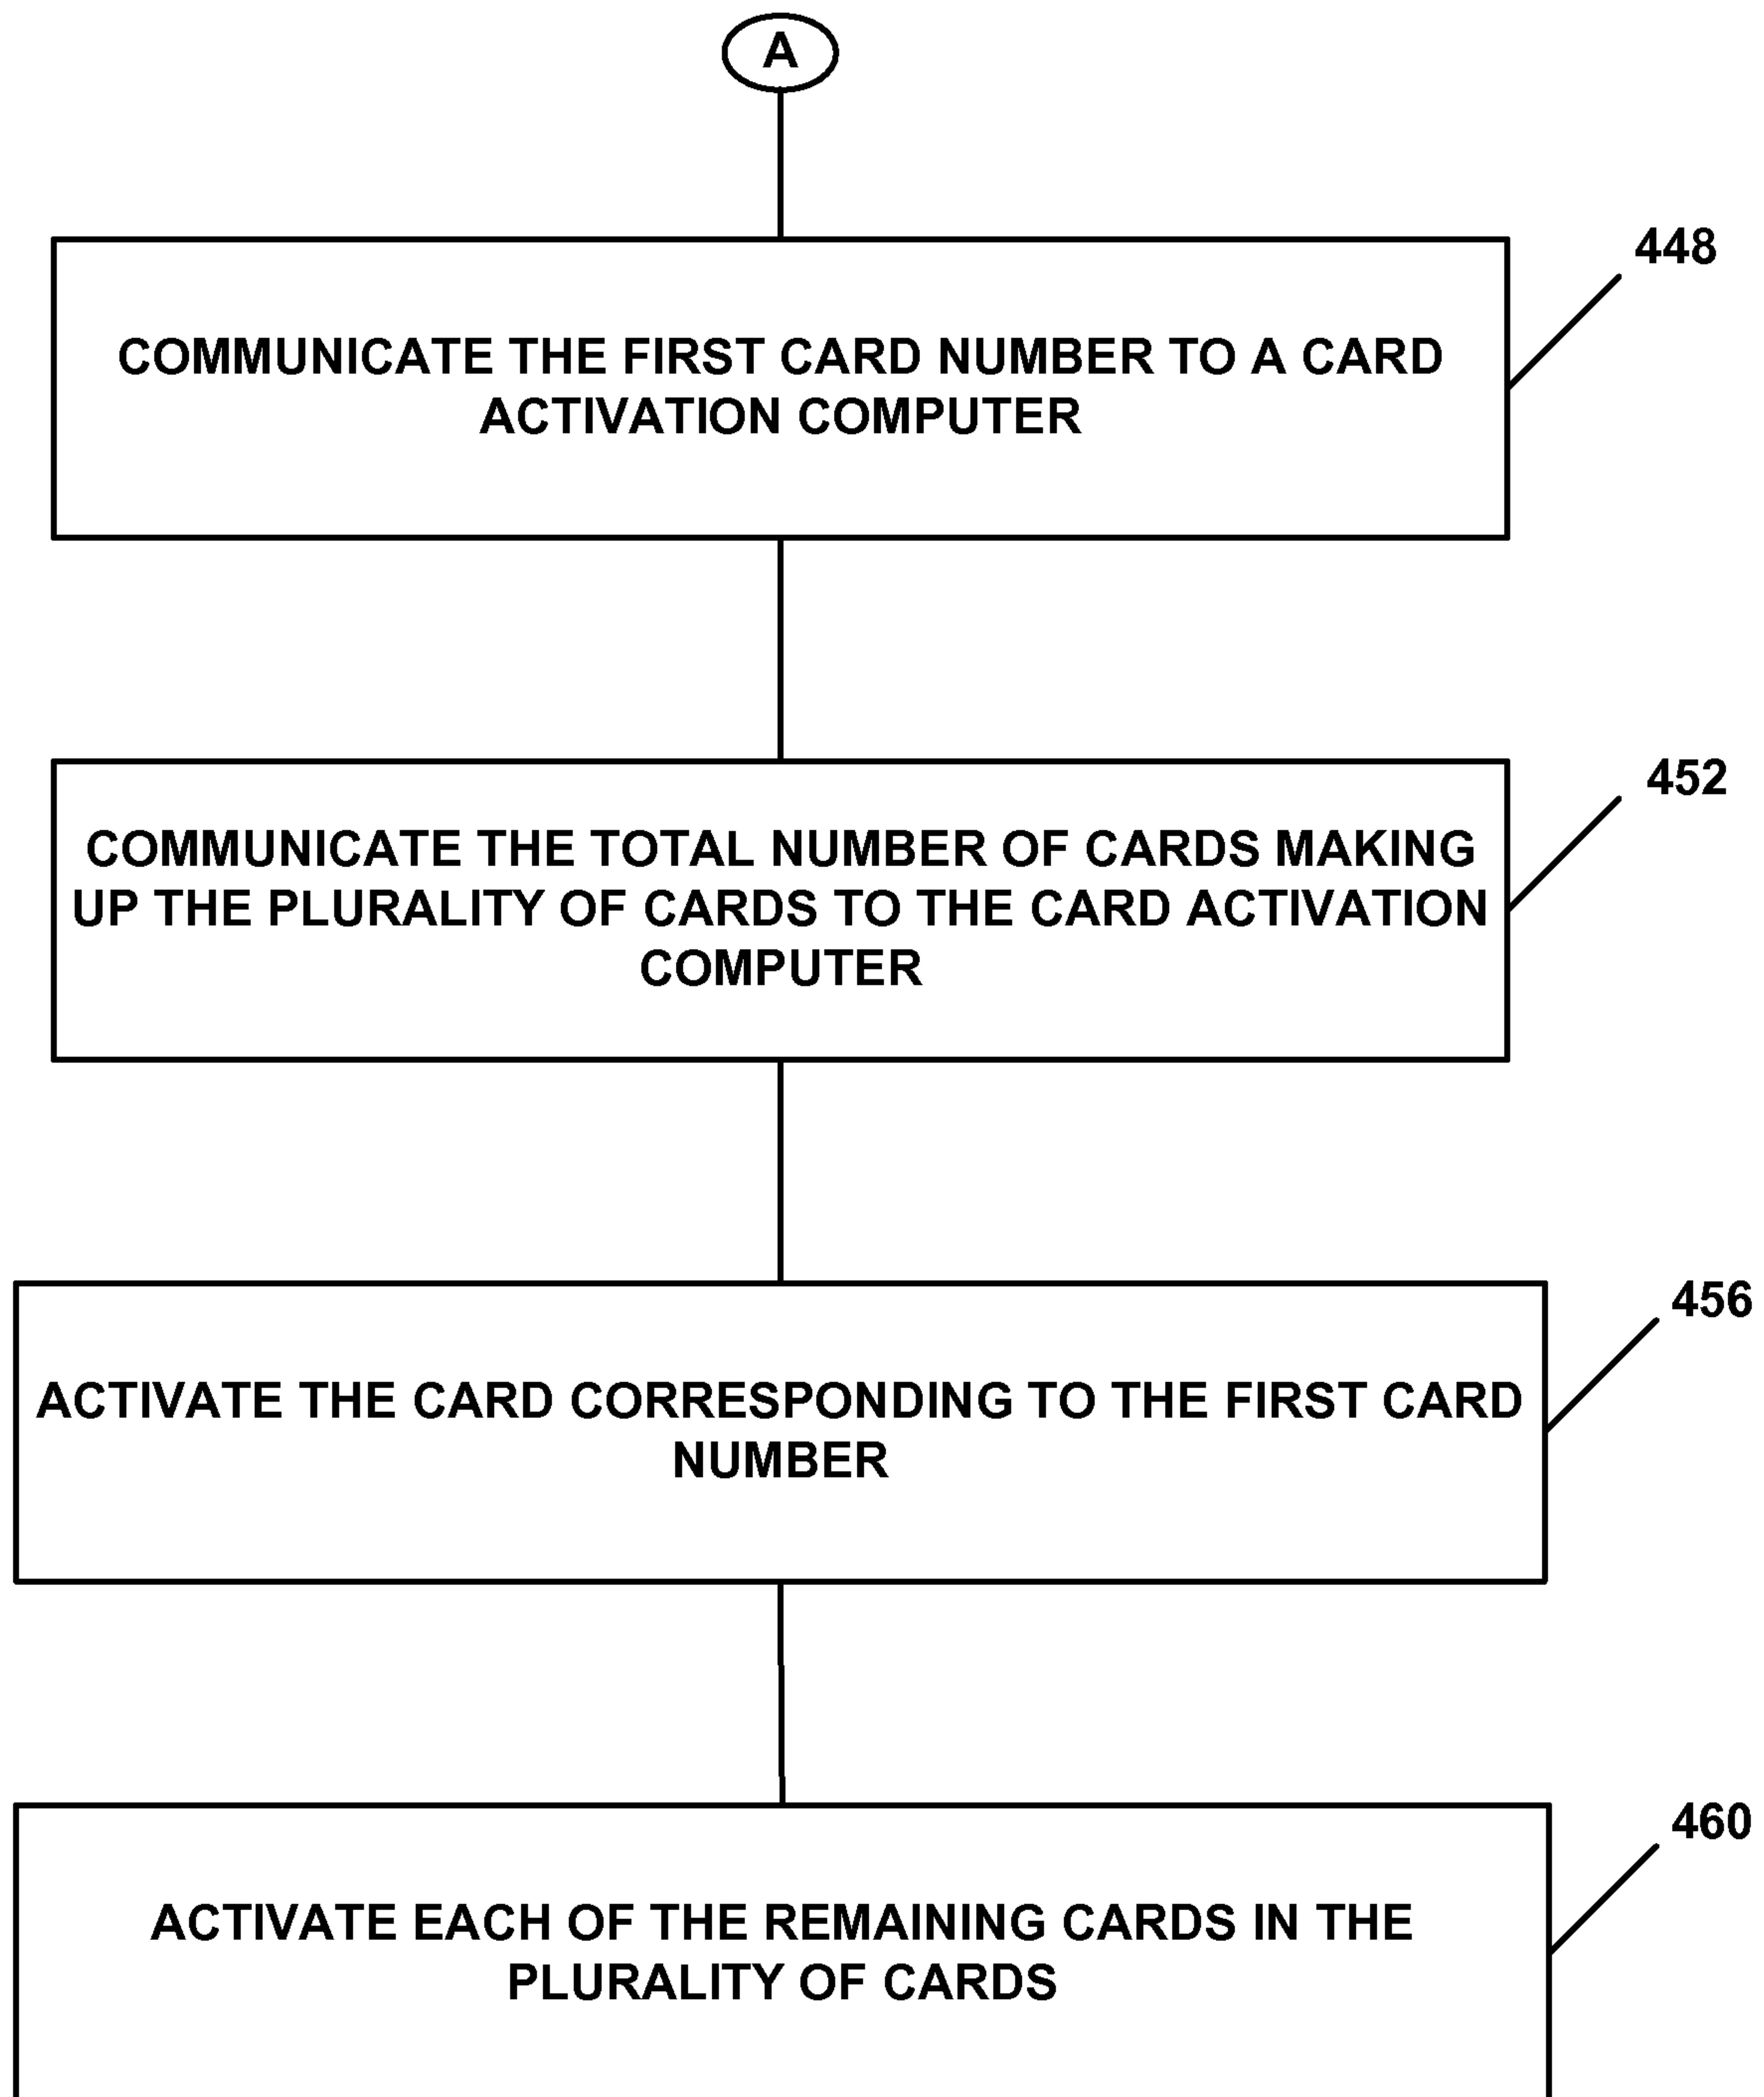 A
448
COMMUNICATE THE FIRST CARD NUMBER TO A CARD
ACTIVATION COMPUTER
452
COMMUNICATE THE TOTAL NUMBER OF CARDS MAKING
UP THE PLURALITY OF CARDS TO THE CARD ACTIVATION
COMPUTER
456
ACTIVATE THE CARD CORRESPONDING TO THE FIRST CARD
NUMBER
460
ACTIVATE EACH OF THE REMAINING CARDS IN THE
PLURALITY OF CARDS